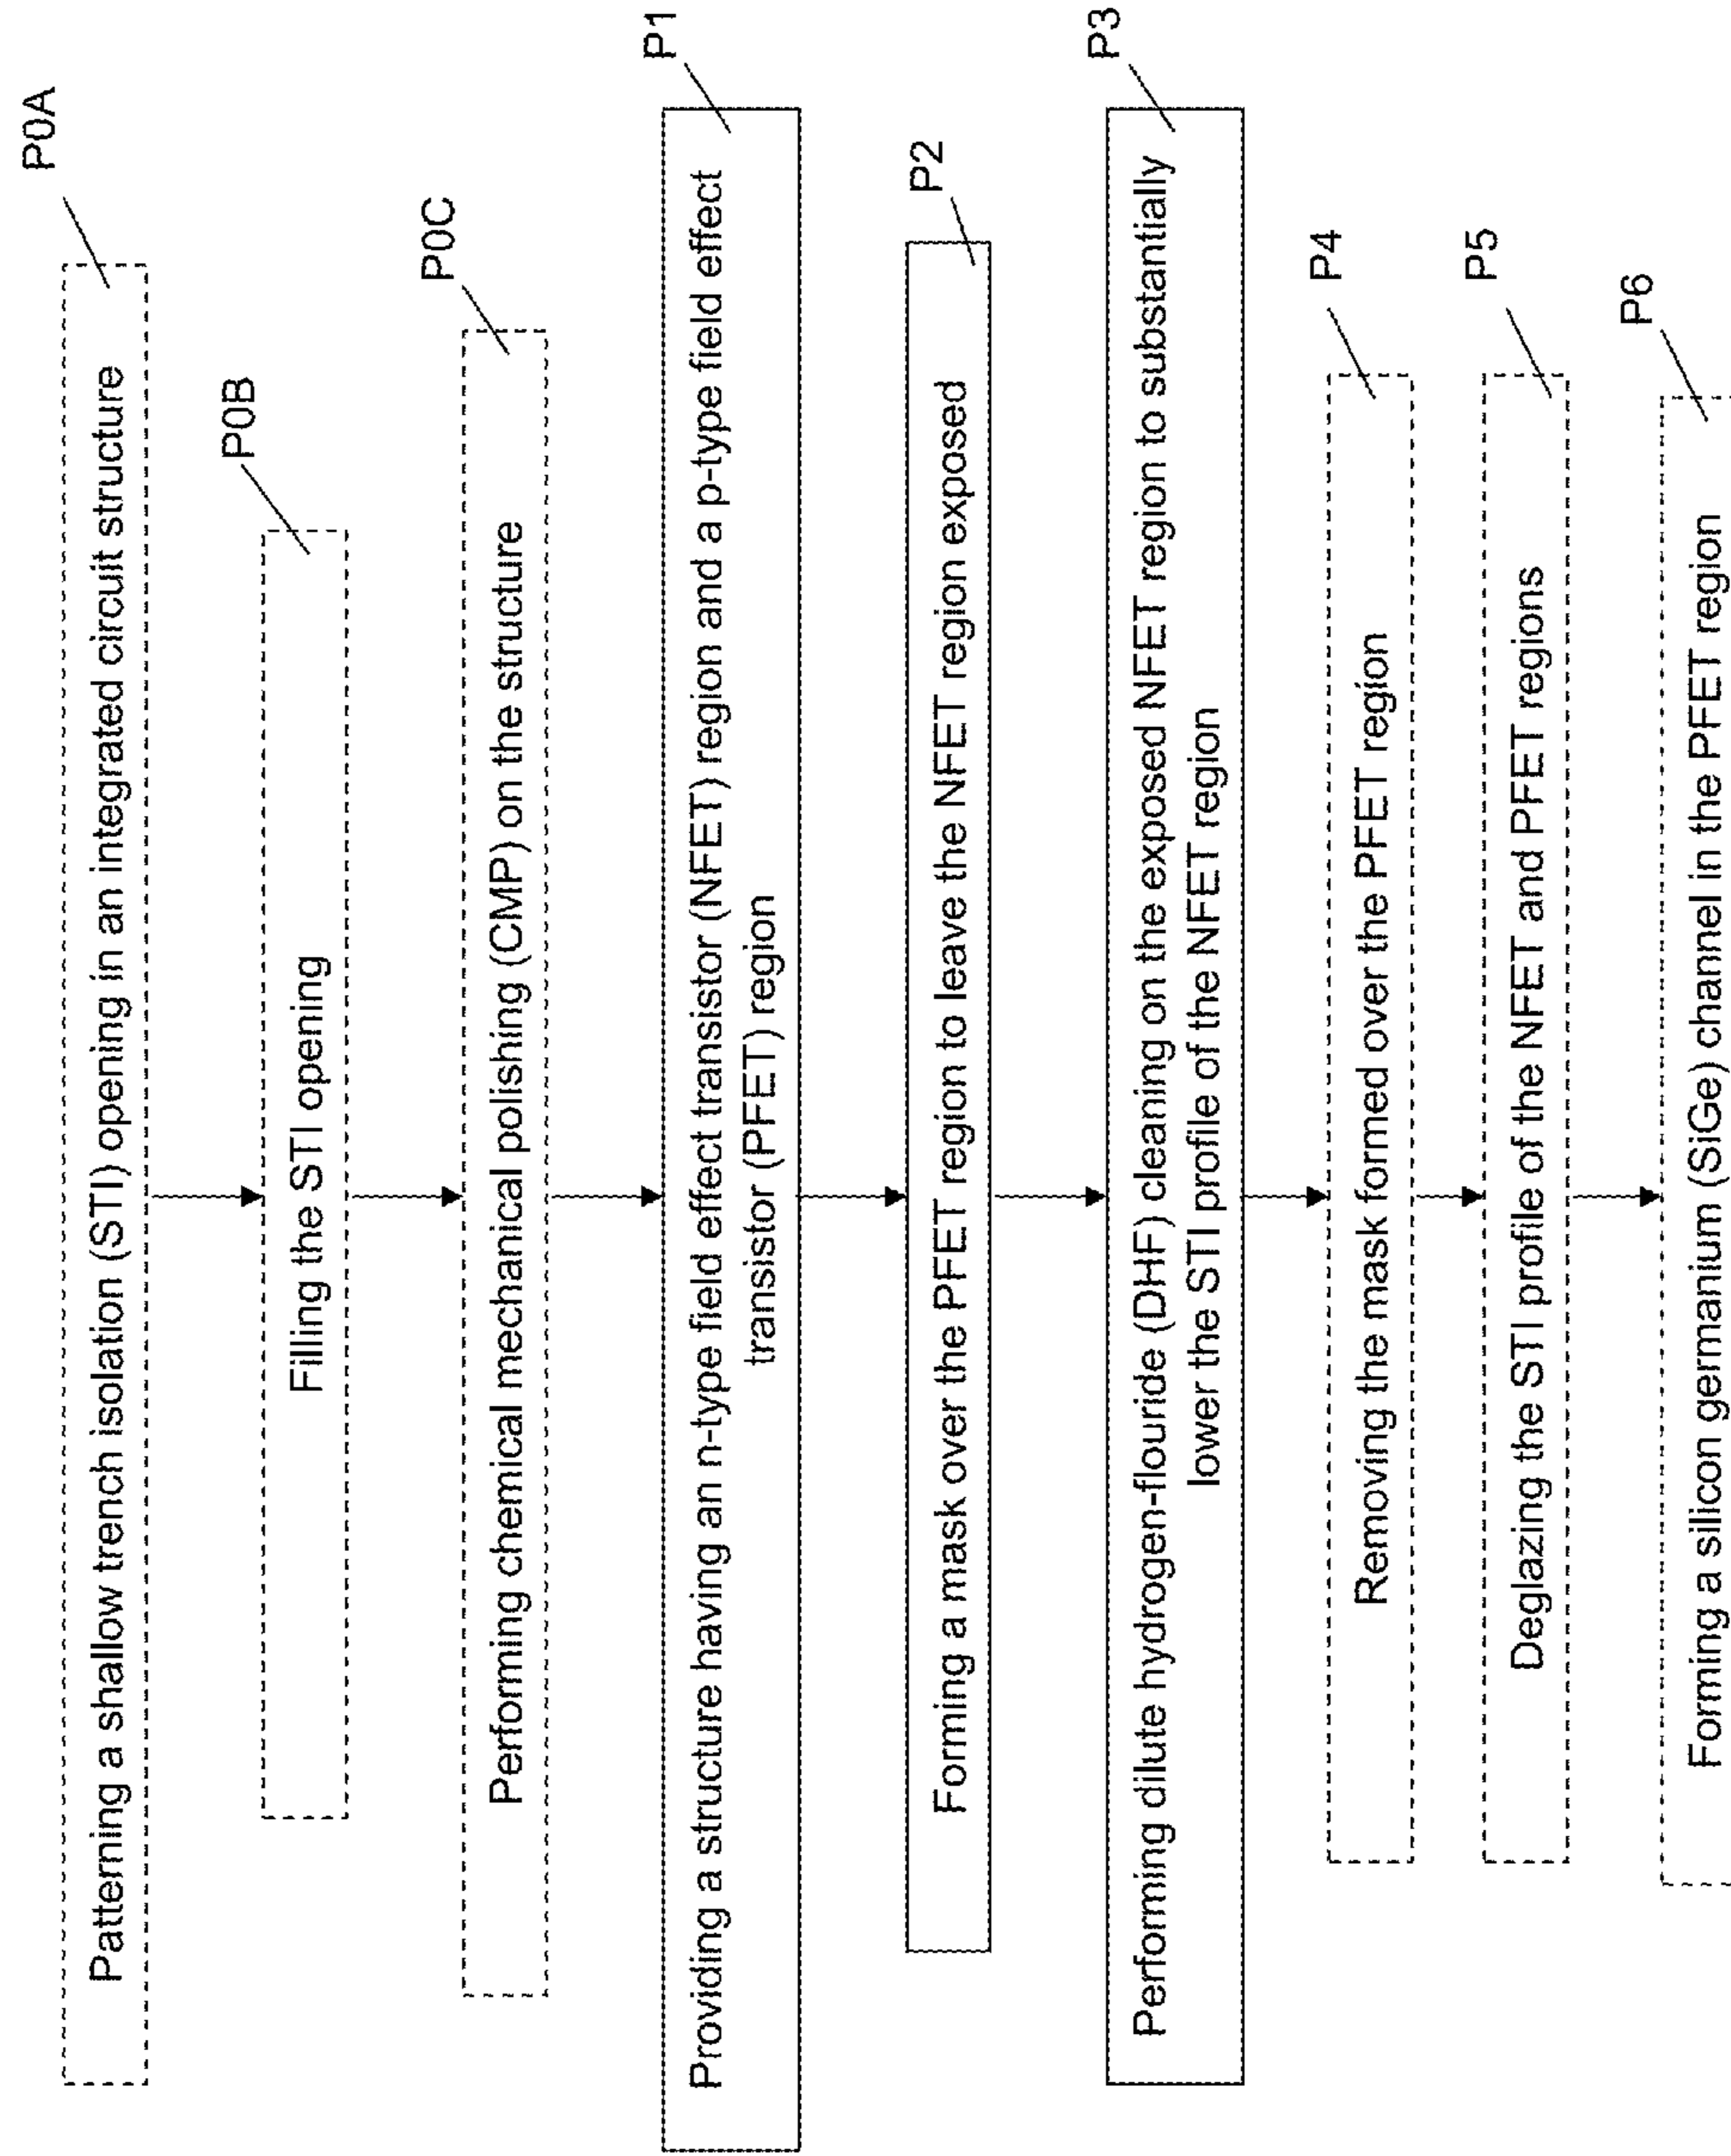 P0A
Patterning a shallow trench isolation (STI) opening in an integrated circuit structure
P0B
Filling the STI opening
P0C
Performing chemical mechanical polishing (CMP) on the structure
P1
Providing a structure having an n-type field effect transistor (NFET) region and a p-type field effect
transistor (PFET) region
P2
Forming a mask over the PFET region to leave the NFET region exposed
P3
Performing dilute hydrogen-flouride (DHF) cleaning on the exposed NFET region to substantially
lower the STI profile of the NFET region
P4
Removing the mask formed over the PFET region
P5
Deglazing the STI profile of the NFET and PFET regions
P6
Forming a silicon germanium (SiGe) channel in the PFET region